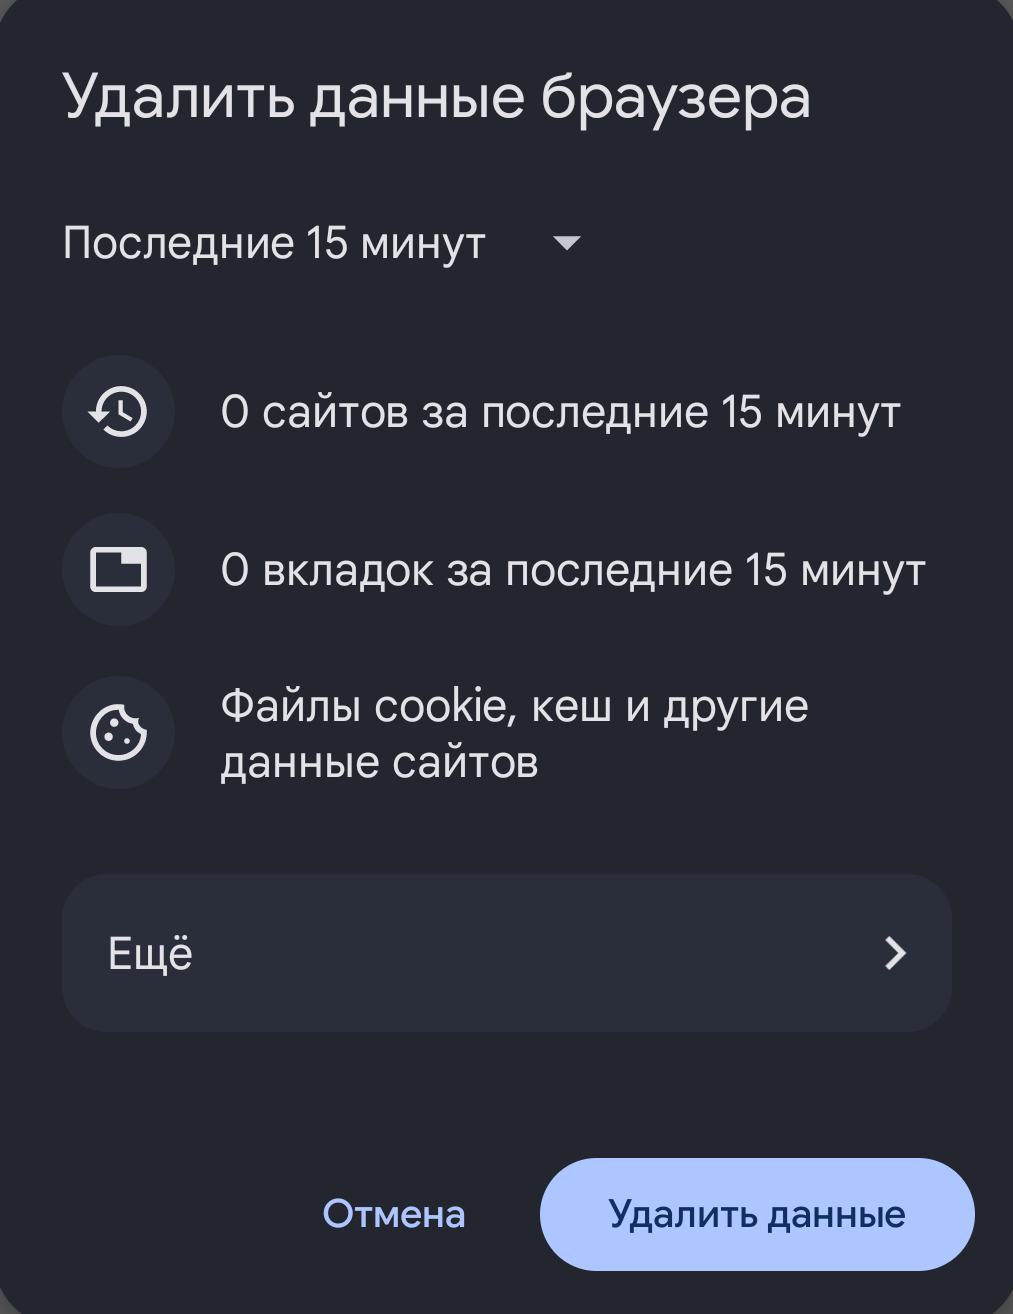 Удалить данные браузера
Последние 15 минут
0 сайтов за последние 15 минут
0 вкладок за последние 15 минут
Файлы cookie, кеш и другие
данные сайтов
Ещё
Отмена
Удалить данные